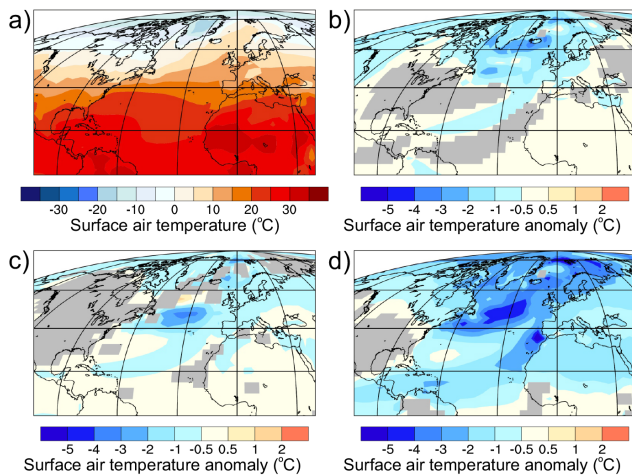 a)
b)
-30 -20 -10 0 10 20 30
Surface air temperature (°C)
-5 -4 -3 -2 -1 -0.5 0.5 1 2
Surface air temperature anomaly (°C)
c)
d)
-5 -4 -3 -2 -1 -0.5 0.5 1 2
Surface air temperature anomaly (°C)
-5 -4 -3 -2 -1 -0.5 0.5 1 2
Surface air temperature anomaly (°C)